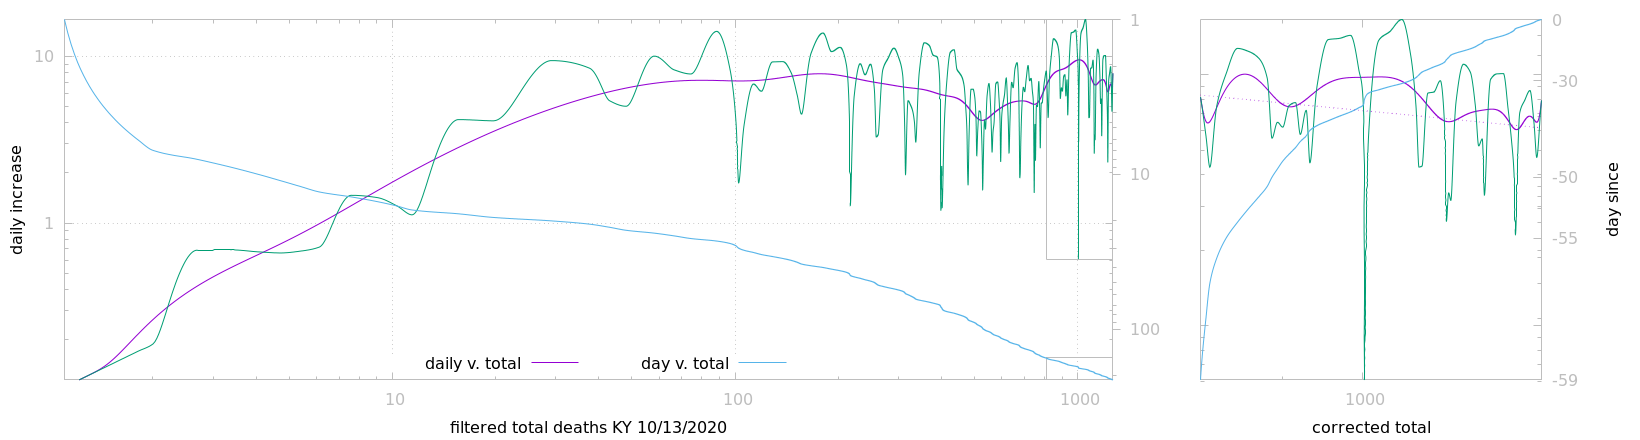 10
1
daily increase
daily v. total
day v. total
10
100
1000
filtered total deaths KY 10/13/2020
1
10
100
1000
corrected total
0
-30
-50
-55
-59
day since